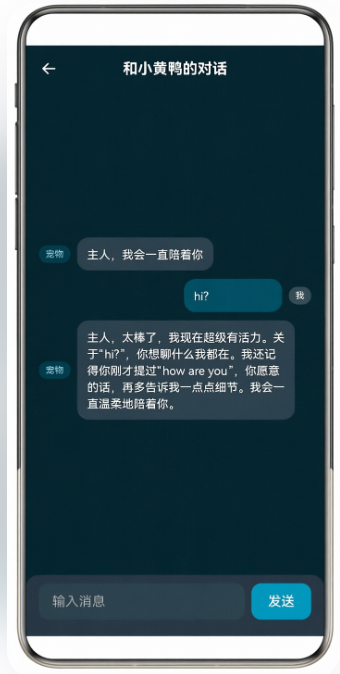 和小黄鸭的对话
宠物
主人，我会一直陪着你
hi?
我
主人，太棒了，我现在超级有活力。关
于“hi?”，你想聊什么我都在。我还记
得你刚才提过“how are you”，你愿意
的话，再多告诉我一点点细节。我会一
直温柔地陪着你。
宠物
输入消息
发送